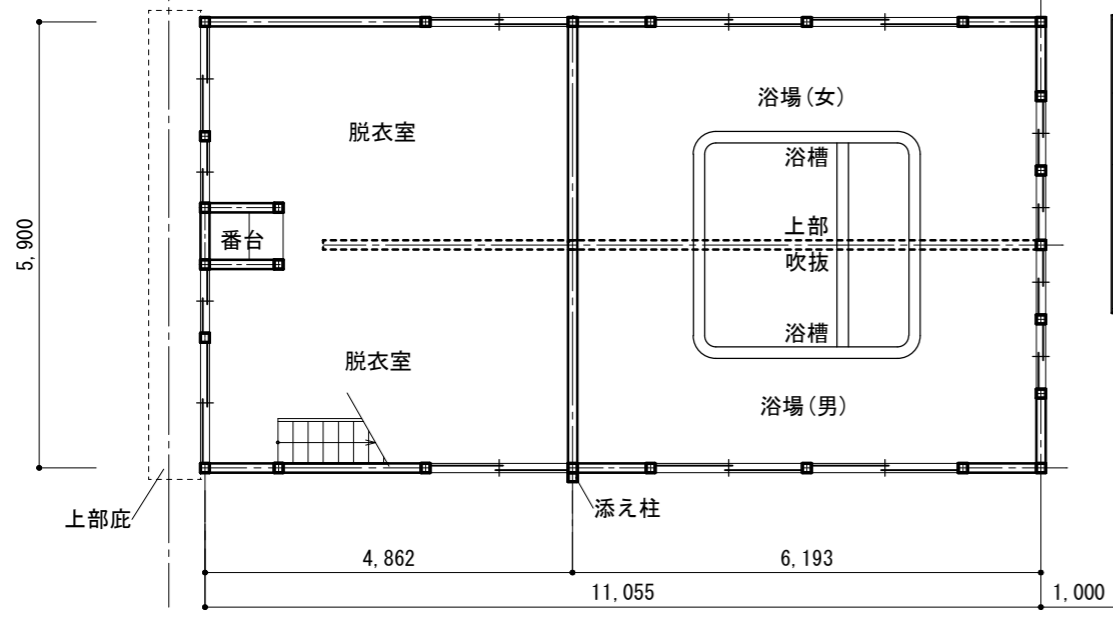 浴場(女)
脱衣室
浴槽
5,900
上部
番台
吹抜
浴槽
脱衣室
浴場(男)
上部庇
添え柱
4,862
6,193
11,055
1,000